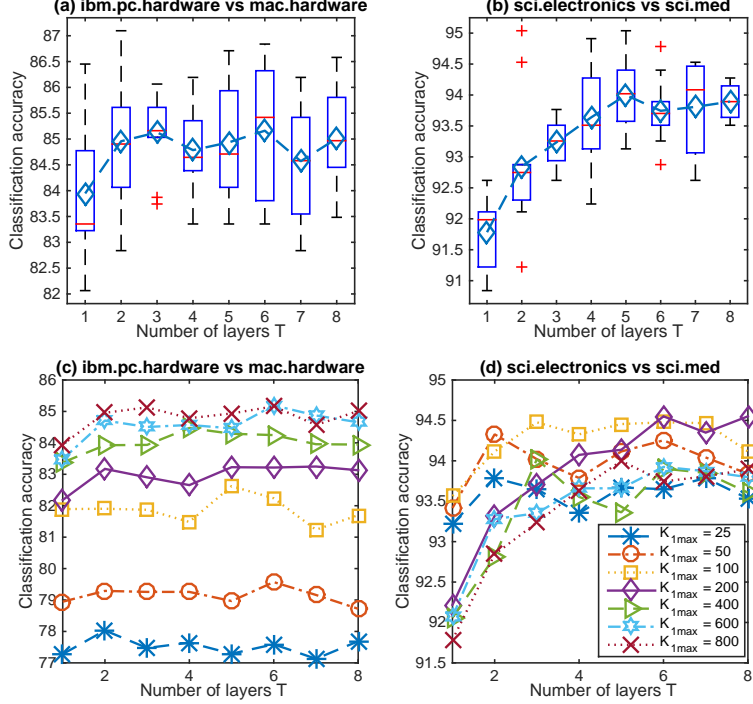 (a) ibm.pc.hardware vs mac.hardware
Classification accuracy
87
86
85
84
83
82
86.5
85.5
84.5
83.5
82.5
1 2 3 4 5 6 7 8
Number of layers T
(b) sci.electronics vs sci.med
Classification accuracy
95
94.5
94
93.5
93
92.5
92
91.5
91
1 2 3 4 5 6 7 8
Number of layers T
(c) ibm.pc.hardware vs mac.hardware
Classification accuracy
86
85
84
83
82
81
80
79
78
77
2 4 6 8
Number of layers T
(d) sci.electronics vs sci.med
Classification accuracy
95
94.5
94
93.5
93
92.5
92
91.5
2 4 6 8
Number of layers T
K1max = 25
K1max = 50
K1max = 100
K1max = 200
K1max = 400
K1max = 600
K1max = 800